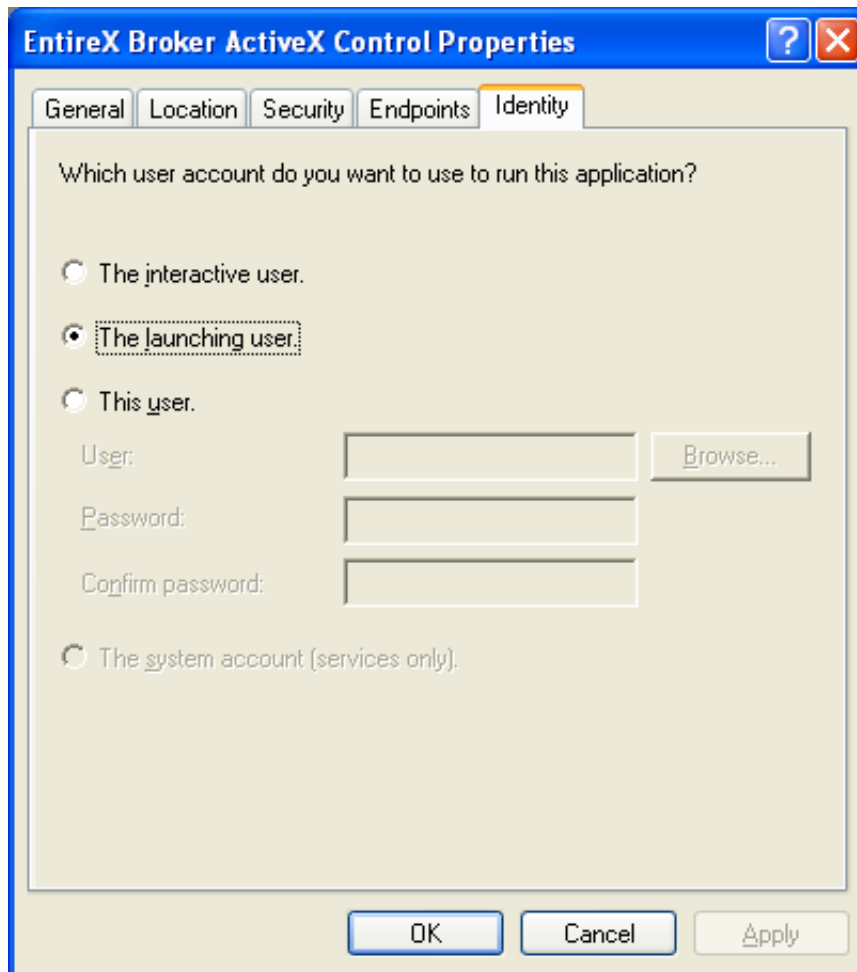 EntireX Broker ActiveX Control Properties ?
General Location Security Endpoints Identity
Which user account do you want to use to run this application?
The interactive user.
The launching user.
This user.
User: Browse...
Password:
Confirm password:
The system account (services only).
OK Cancel Apply